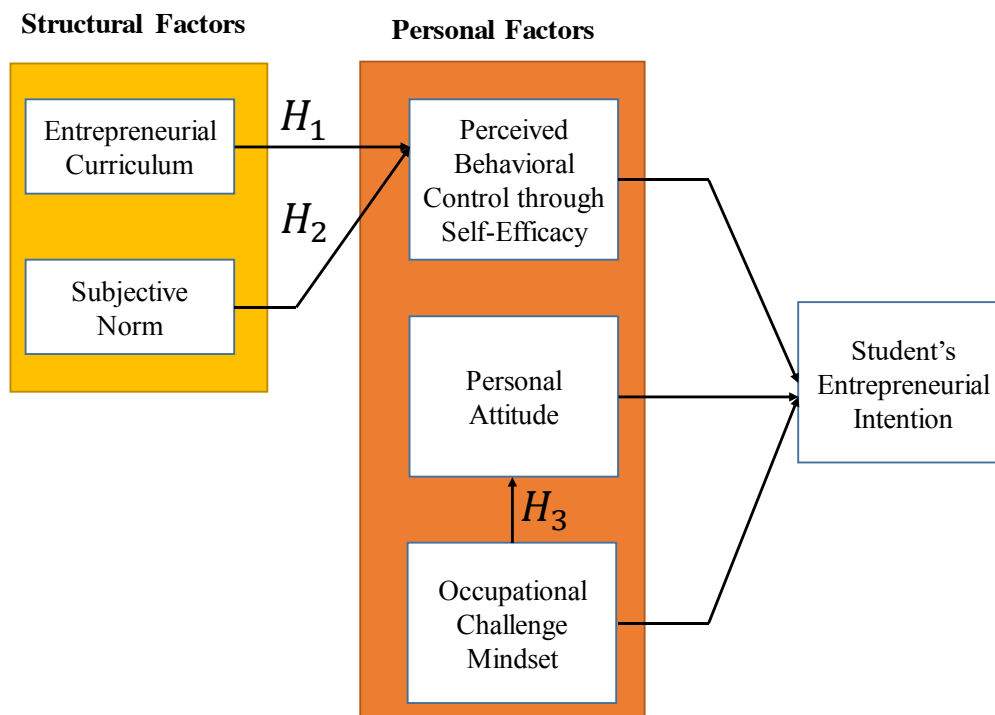 Structural Factors
Personal Factors
Entrepreneurial
Curriculum
H1
Perceived
Behavioral
Control through
Self-Efficacy
H2
Subjective
Norm
Personal
Attitude
Student’s
Entrepreneurial
Intention
H3
Occupational
Challenge
Mindset